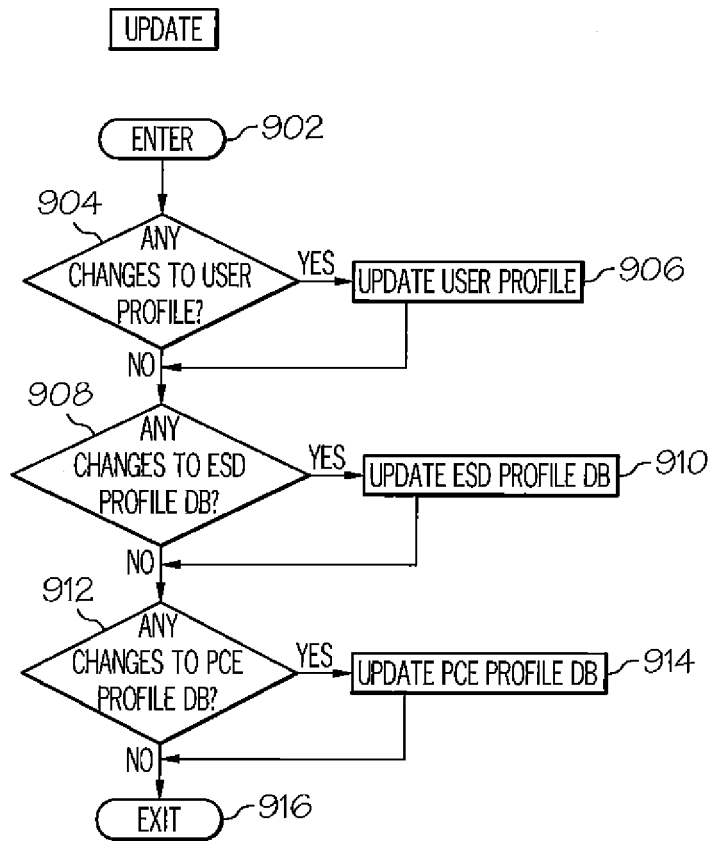 UPDATE
ENTER
902
904
ANY
CHANGES TO USER
PROFILE?
YES
UPDATE USER PROFILE
906
NO
908
ANY
CHANGES TO ESD
PROFILE DB?
YES
UPDATE ESD PROFILE DB
910
NO
912
ANY
CHANGES TO PCE
PROFILE DB?
YES
UPDATE PCE PROFILE DB
914
NO
EXIT
916